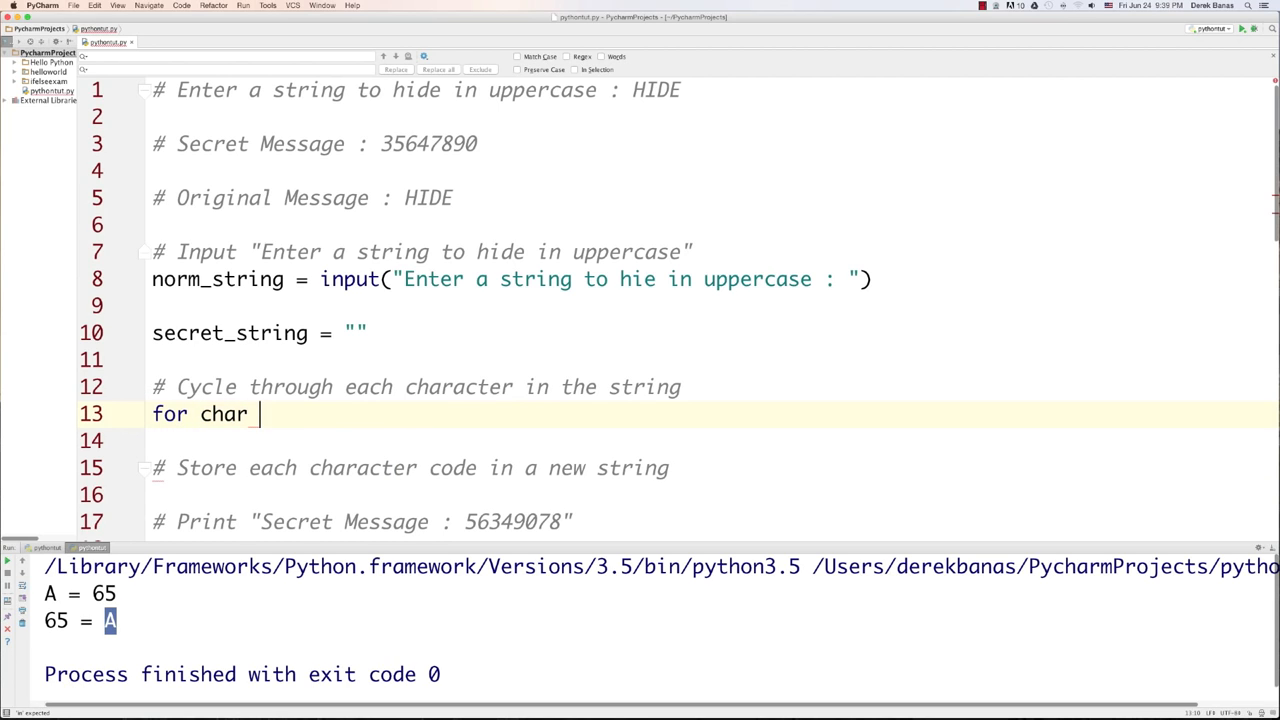 PyCharm File Edit View Navigate Code Refactor Run Tools VCS Window Help 10 Fri Jun 24 9:39 PM Derek Banas
pythontut.py - PycharmProjects - [~/PycharmProjects]
PycharmProjects pythontut.py pythontut
pythontut.py ×
Match Case Regex Words
Replace Replace all Exclude Preserve Case In Selection
PycharmProject
Hello Python
helloworld
ifelseexam
pythontut.py
External Librarie
1 # Enter a string to hide in uppercase : HIDE
2
3 # Secret Message : 35647890
4
5 # Original Message : HIDE
6
7 # Input "Enter a string to hide in uppercase"
8 norm_string = input("Enter a string to hie in uppercase : ")
9
10 secret_string = ""
11
12 # Cycle through each character in the string
13 for char
14
15 # Store each character code in a new string
16
17 # Print "Secret Message : 56349078"
Run: pythontut pythontut
/Library/Frameworks/Python.framework/Versions/3.5/bin/python3.5 /Users/derekbanas/PycharmProjects/pytho
A = 65
65 = A
Process finished with exit code 0
'in' expected 13:10 LF÷ UTF-8÷